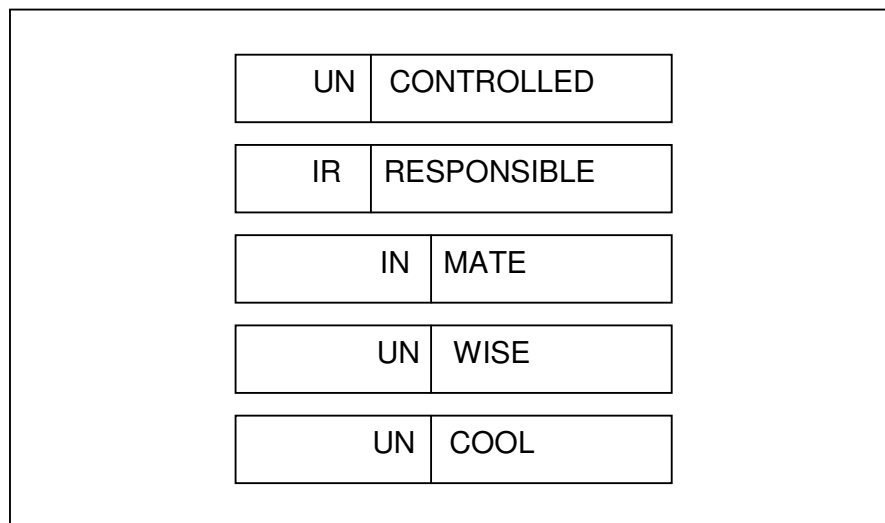 UN CONTROLLED
IR RESPONSIBLE
IN MATE
UN WISE
UN COOL